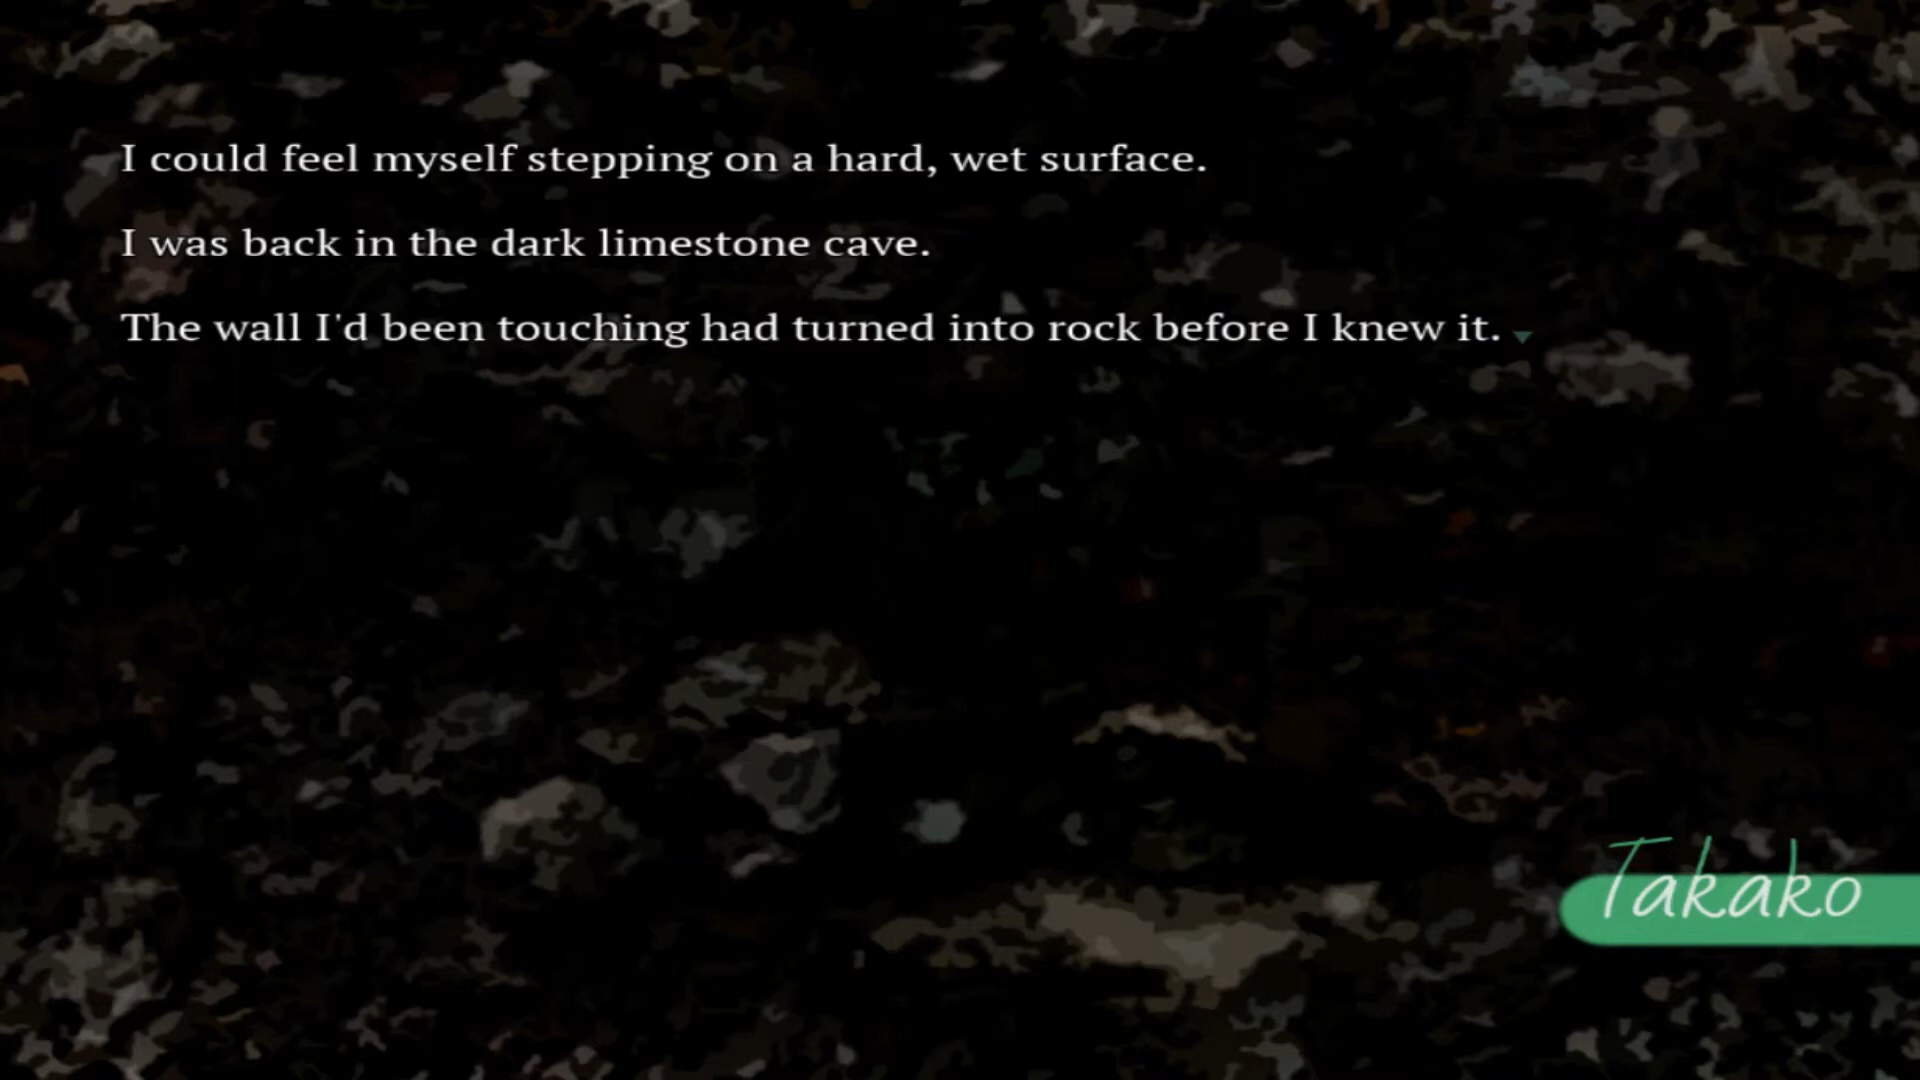 I could feel myself stepping on a hard, wet surface.
I was back in the dark limestone cave.
The wall I'd been touching had turned into rock before I knew it.
Takako